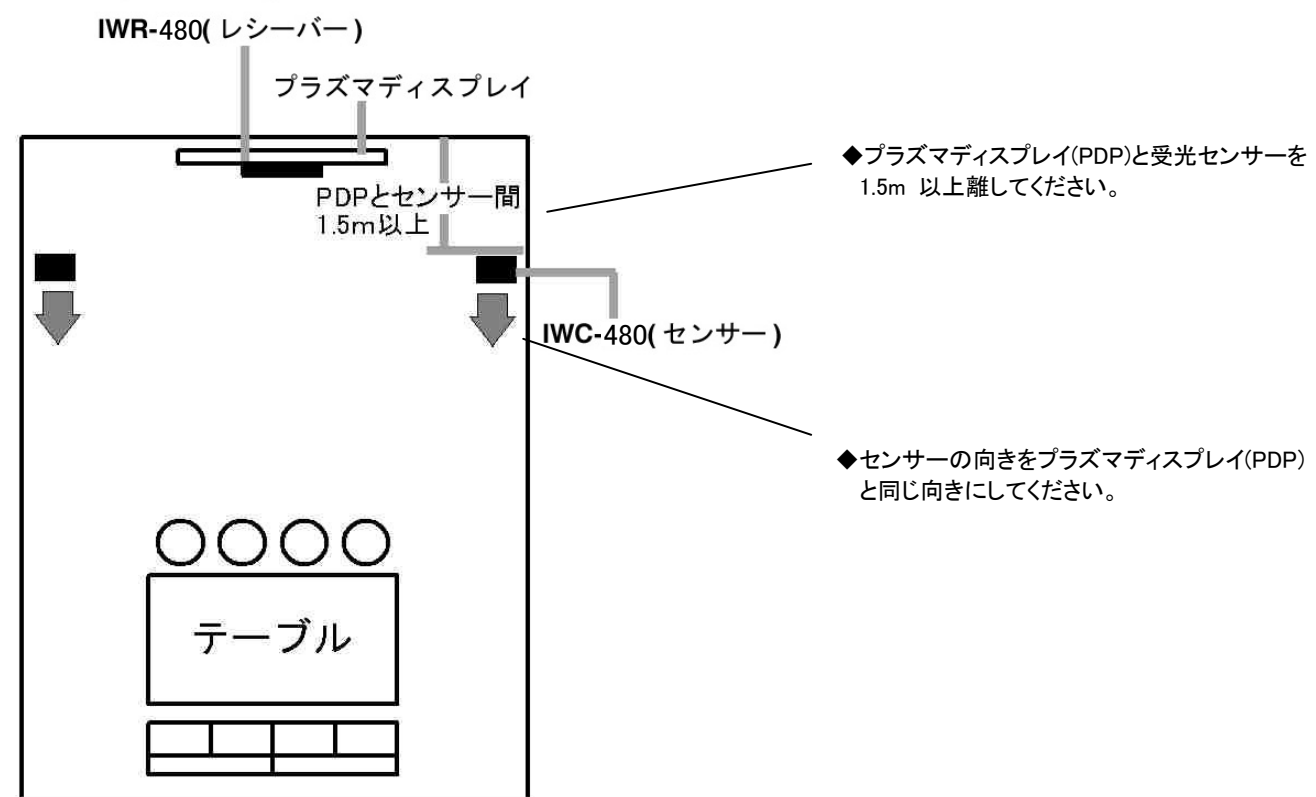 IWR-480( レシーバー )
プラズマディスプレイ
◆プラズマディスプレイ(PDP)と受光センサーを
1.5m 以上離してください。
PDPとセンサー間
1.5m以上
IWC-480( センサー )
◆センサーの向きをプラズマディスプレイ(PDP)
と同じ向きにしてください。
テーブル